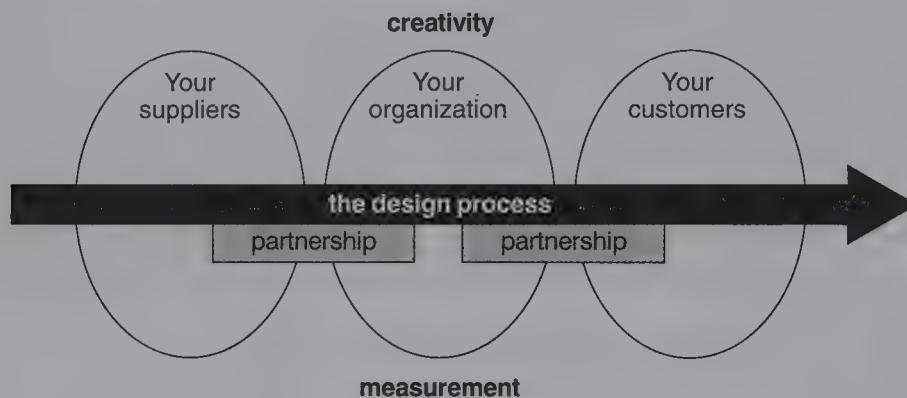 creativity
Your
suppliers
Your
organization
Your
customers
the design process
partnership
partnership
measurement